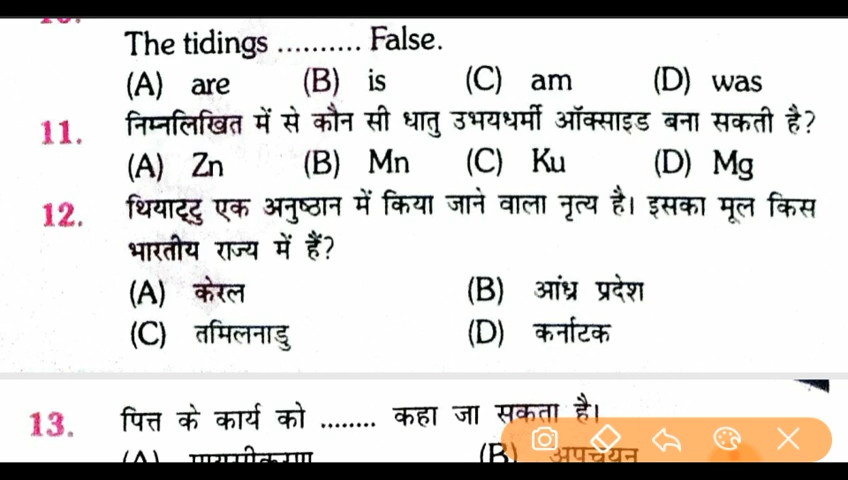 The tidings .......... False.
(A) are (B) is (C) am (D) was
11. निम्नलिखित में से कौन सी धातु उभयधर्मी ऑक्साइड बना सकती है?
(A) Zn (B) Mn (C) Ku (D) Mg
12. थियाट्टु एक अनुष्ठान में किया जाने वाला नृत्य है। इसका मूल किस
भारतीय राज्य में हैं?
(A) केरल (B) आंध्र प्रदेश
(C) तमिलनाडु (D) कर्नाटक
13. पित्त के कार्य को ........ कहा जा सकता है।
(A) (B) अपचयन